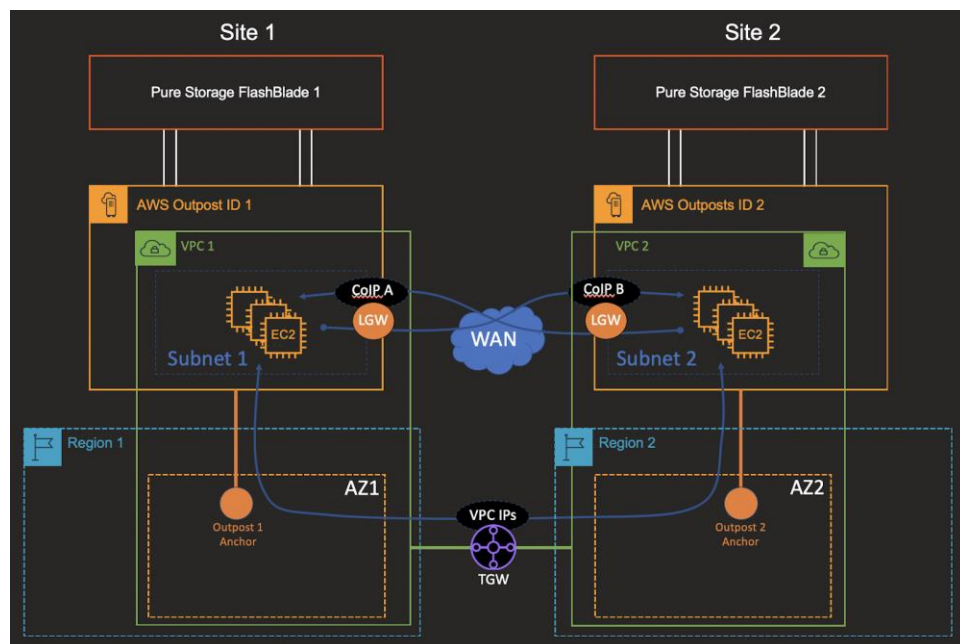 Site 1
Site 2
Pure Storage FlashBlade 1
Pure Storage FlashBlade 2
AWS Outpost ID 1
AWS Outposts ID 2
VPC 1
VPC 2
CoIP A
CoIP B
LGW
LGW
EC2
EC2
WAN
Subnet 1
Subnet 2
Region 1
Region 2
AZ1
AZ2
Outpost 1
Anchor
VPC IPs
Outpost 2
Anchor
TGW